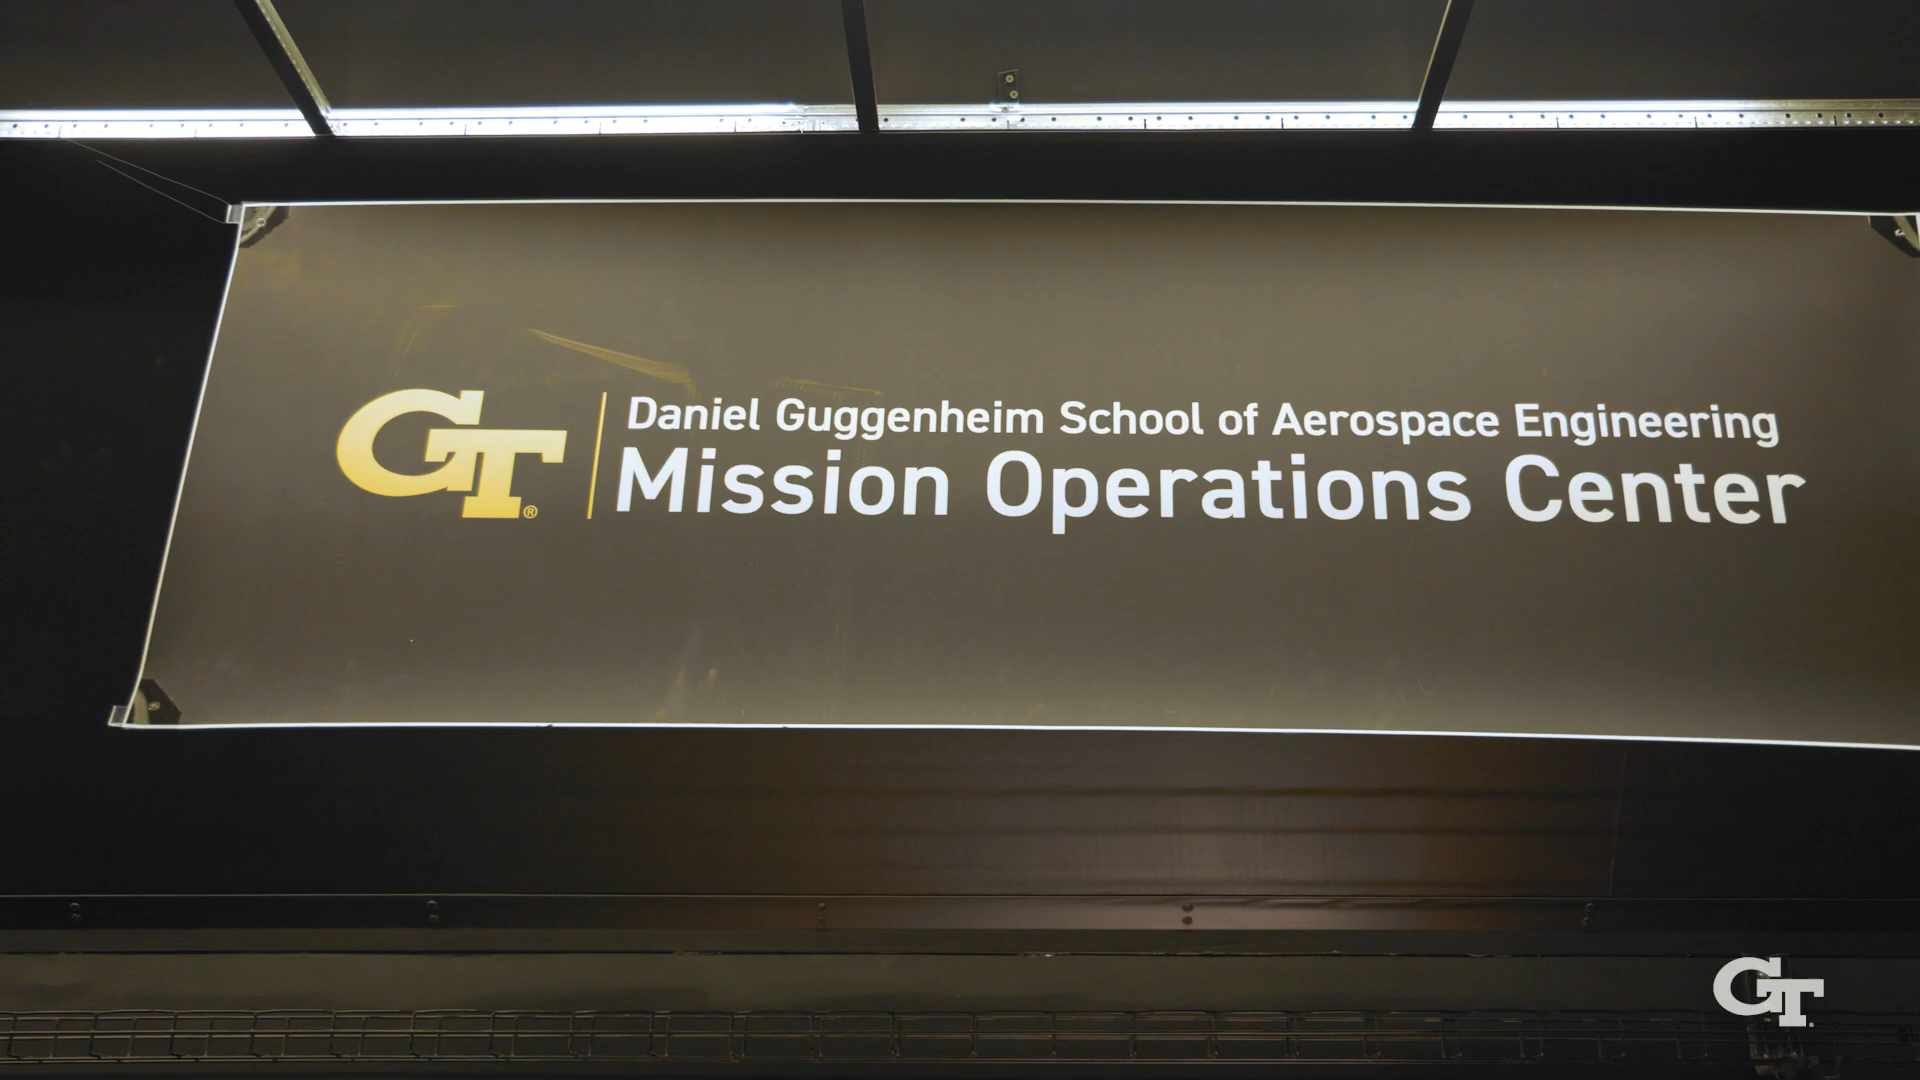 GT®
Daniel Guggenheim School of Aerospace Engineering
Mission Operations Center
GT